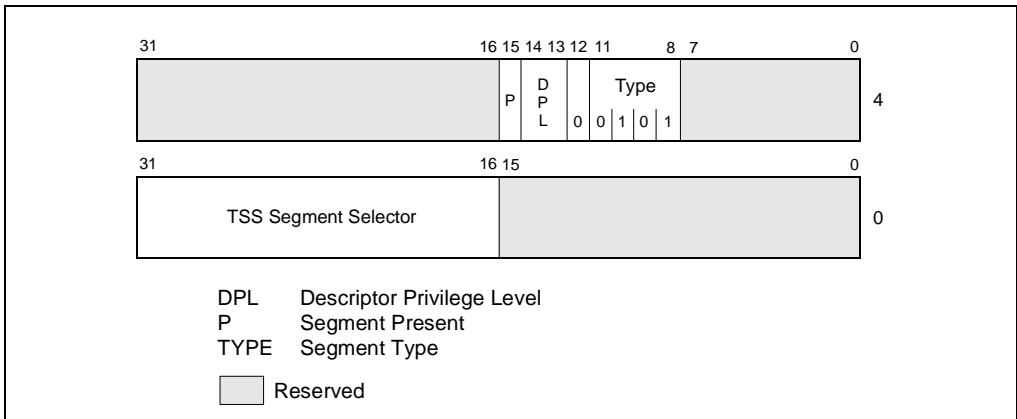 31 16 15 14 13 12 11 8 7 0
P D P L 0 Type 0 1 0 1 4
31 16 15 0
TSS Segment Selector 0
DPL Descriptor Privilege Level
P Segment Present
TYPE Segment Type
Reserved